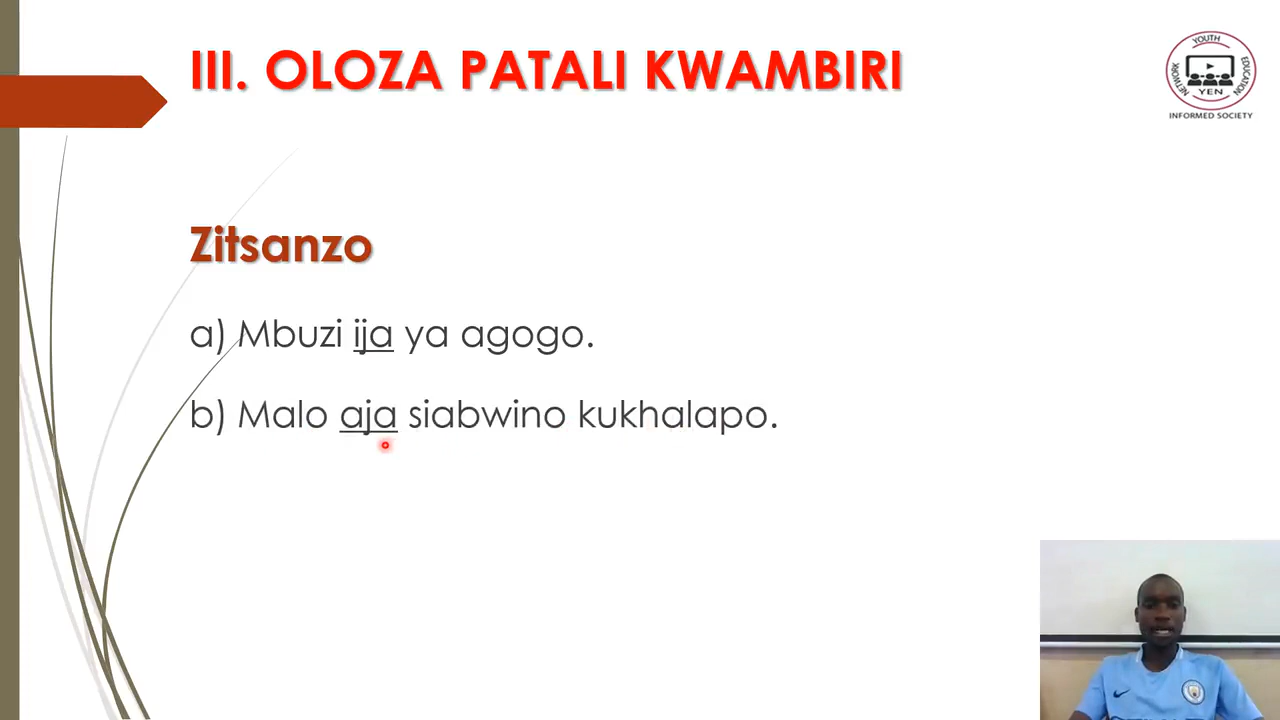 III. OLOZA PATALI KWAMBIRI
YOUTH
EDUCATION
NETWORK
YEN
INFORMED SOCIETY
Zitsanzo
a) Mbuzi ija ya agogo.
b) Malo aja siabwino kukhalapo.